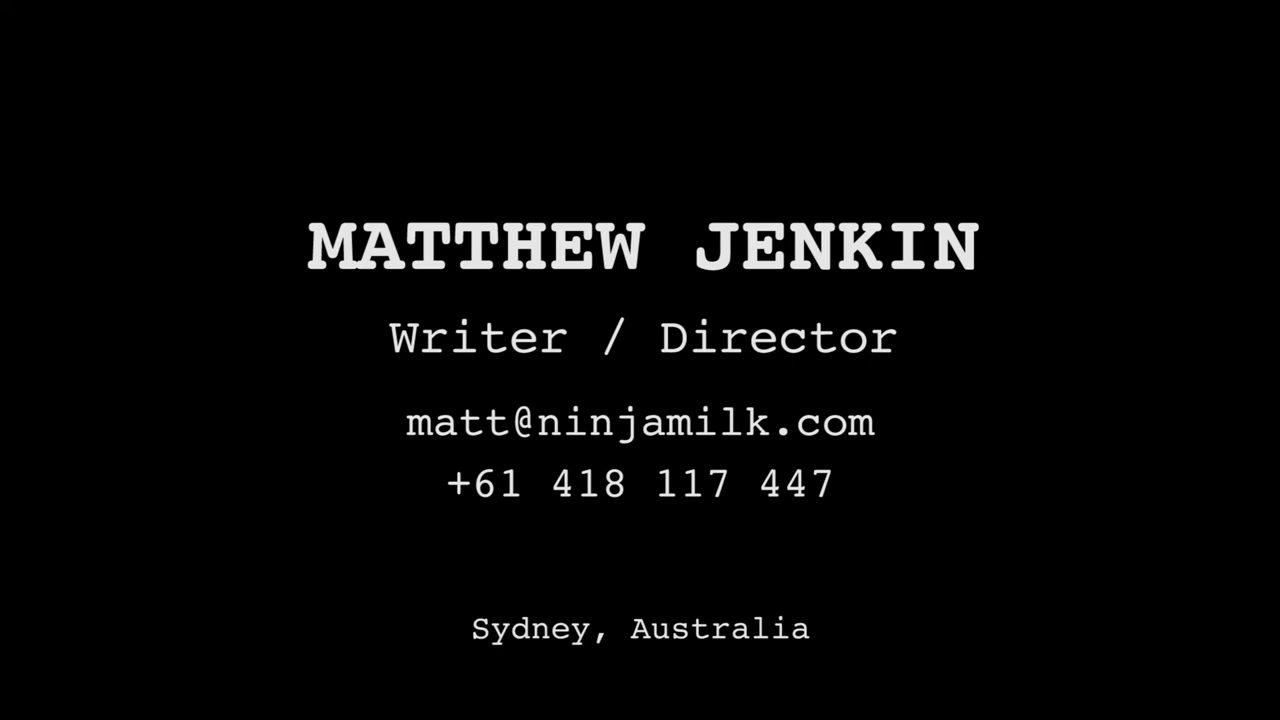 MATTHEW JENKIN
Writer / Director
matt@ninjamilk.com
+61 418 117 447
Sydney, Australia